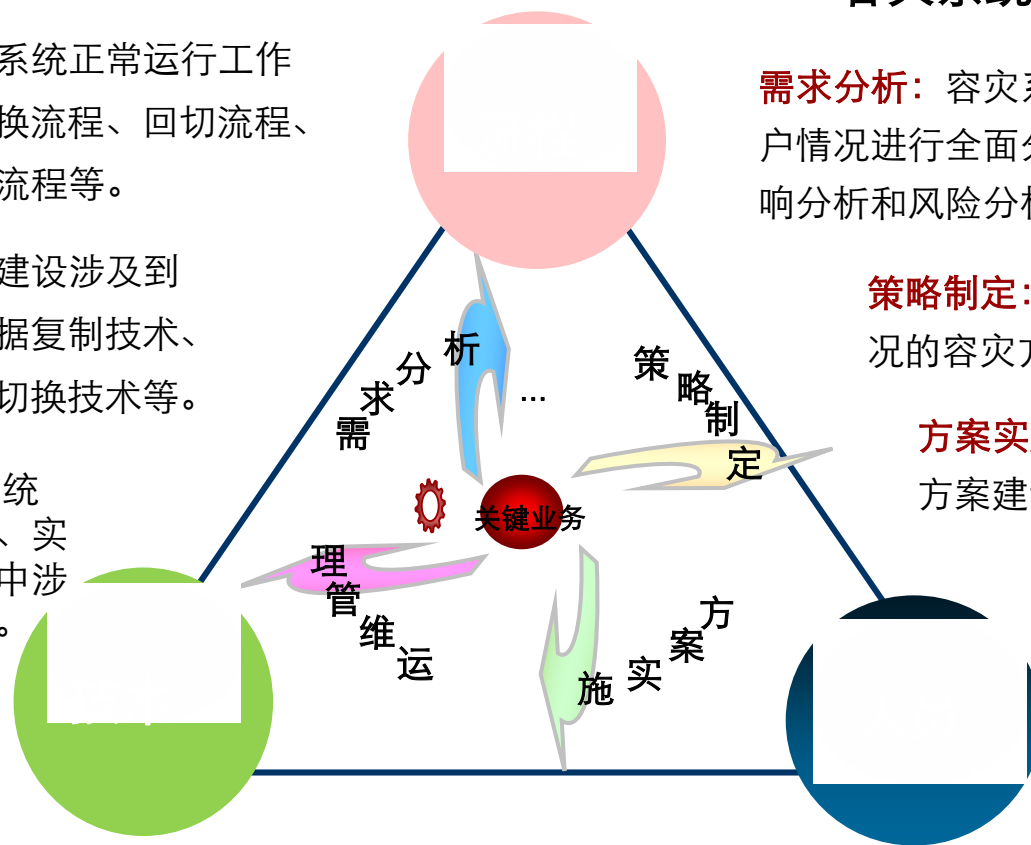 系统正常运行工作
换流程、回切流程、
流程等。
建设涉及到
据复制技术、
切换技术等。
统
、实
中涉
。
需求分析：容灾系
户情况进行全面分
响分析和风险分析
策略制定：
况的容灾方
方案实
方案建
需求分析
策略制定
...
关键业务
理管维运
方案实施